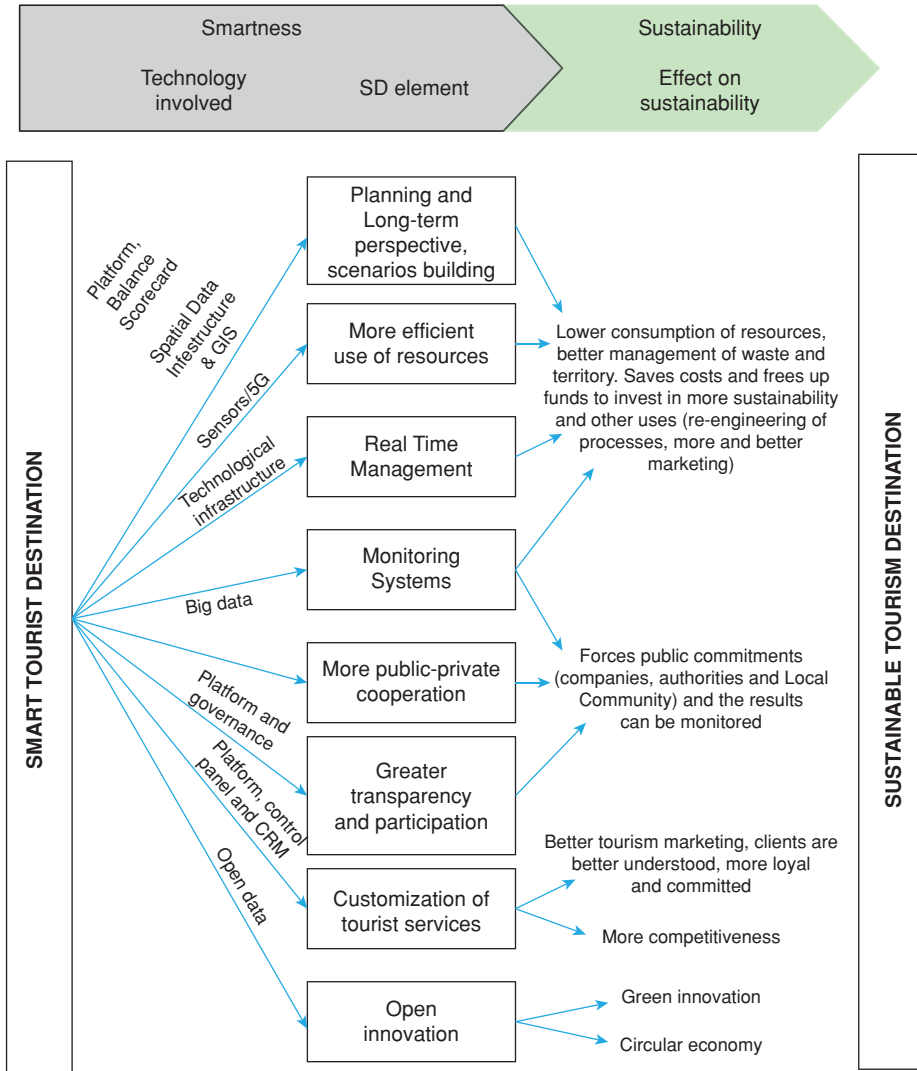 Smartness
Sustainability
Technology
involved
SD element
Effect on
sustainability
SMART TOURIST DESTINATION
Platform,
Balance
Scorecard
Spatial Data
Infestructure
& GIS
Sensors/5G
Technological
infrastructure
Big data
Platform and
governance
Platform, control
panel and CRM
Open data
Planning and
Long-term
perspective,
scenarios building
More efficient
use of resources
Real Time
Management
Monitoring
Systems
More public-private
cooperation
Greater
transparency
and participation
Customization of
tourist services
Open
innovation
Lower consumption of resources,
better management of waste and
territory. Saves costs and frees up
funds to invest in more sustainability
and other uses (re-engineering of
processes, more and better
marketing)
Forces public commitments
(companies, authorities and Local
Community) and the results
can be monitored
Better tourism marketing, clients are
better understood, more loyal
and committed
More competitiveness
Green innovation
Circular economy
SUSTAINABLE TOURISM DESTINATION